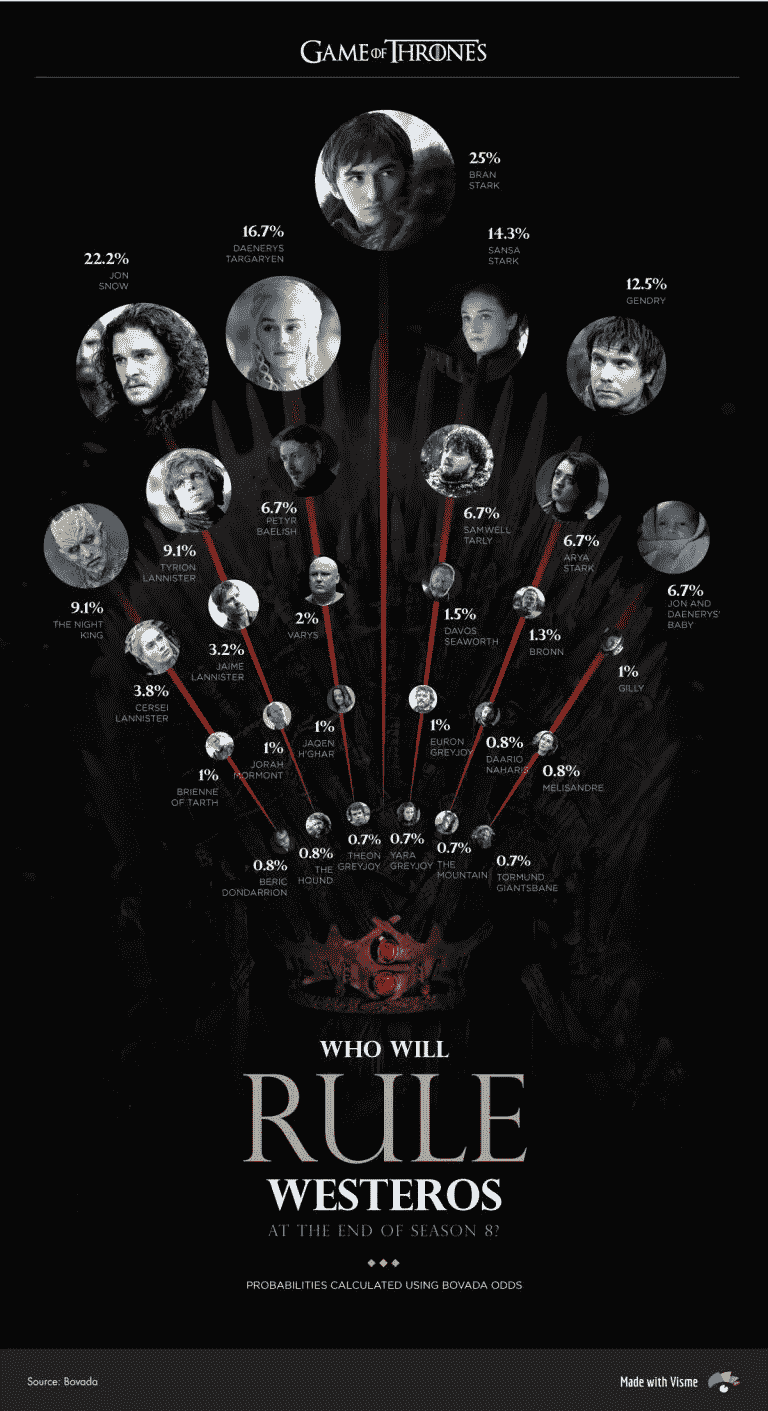 GAME OF THRONES
25%
BRAN
STARK
16.7%
DAENERYS
TARGARYEN
14.3%
SANSA
STARK
22.2%
JON
SNOW
12.5%
GENDRY
6.7%
PETYR
BAELISH
6.7%
SAMWELL
TARLY
9.1%
TYRION
LANNISTER
6.7%
ARYA
STARK
9.1%
THE NIGHT
KING
6.7%
JON AND
DAENERYS'
BABY
2%
VARYS
1.5%
DAVOS
SEAWORTH
3.2%
JAIME
LANNISTER
1.3%
BRONN
3.8%
CERSEI
LANNISTER
1%
GILLY
1%
JAQEN
H'GHAR
1%
EURON
GREYJOY
1%
JORAH
MORMONT
0.8%
DAARIO
NAHARIS
1%
BRIENNE
OF TARTH
0.8%
MELISANDRE
0.8%
BERIC
DONDARRION
0.8%
THE
HOUND
0.7%
THEON
GREYJOY
0.7%
YARA
GREYJOY
0.7%
THE
MOUNTAIN
0.7%
TORMUND
GIANTSBANE
WHO WILL
RULE
WESTEROS
AT THE END OF SEASON 8?
PROBABILITIES CALCULATED USING BOVADA ODDS
Source: Bovada
Made with Visme